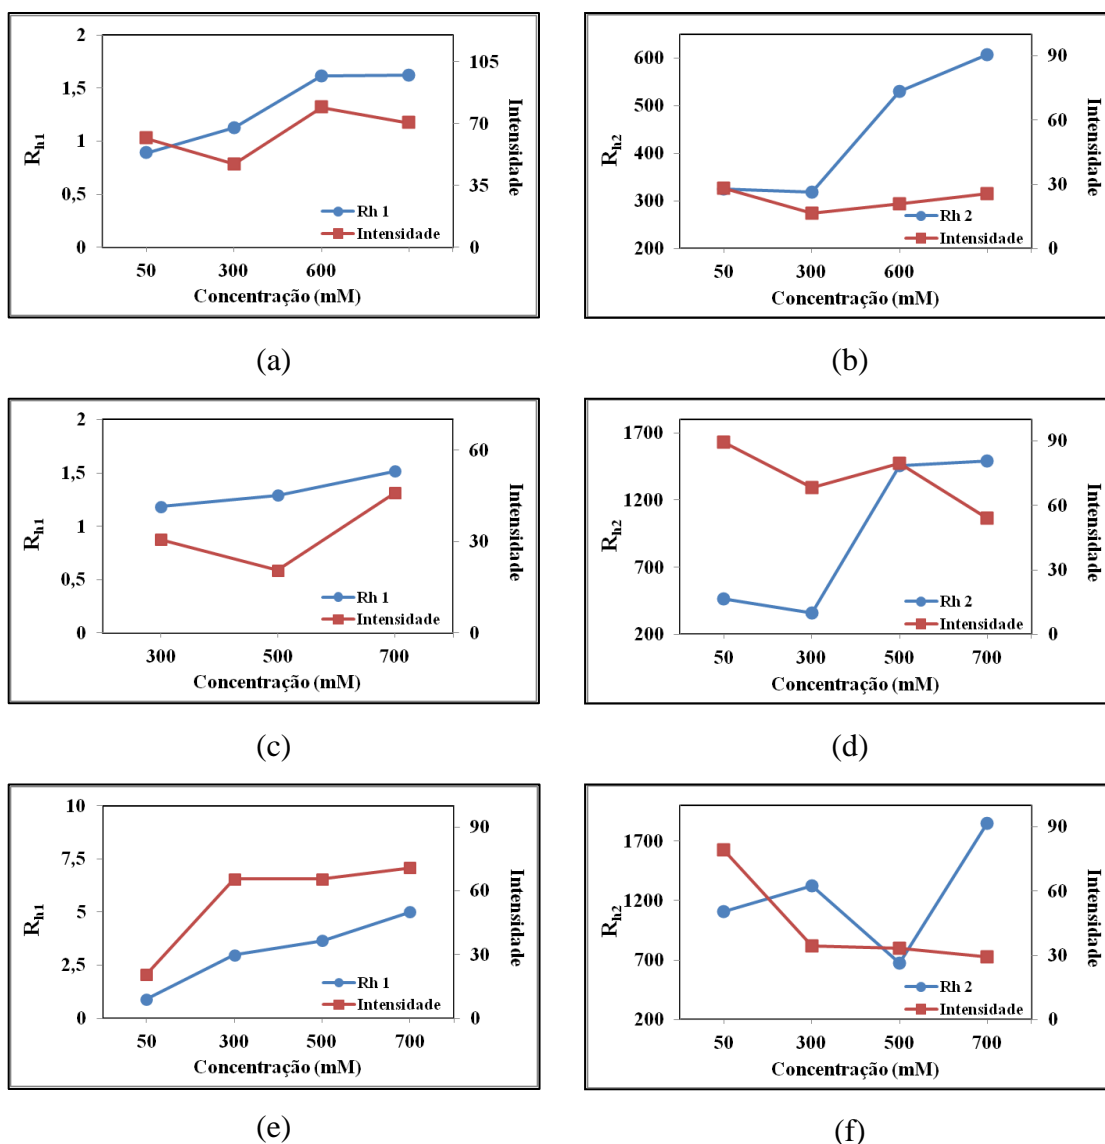 2
1,5
1
0,5
0
R_h1
105
70
35
0
Intensidade
Rh 1
Intensidade
50 300 600
Concentração (mM)
(a)
600
500
400
300
200
R_h2
90
60
30
0
Intensidade
Rh 2
Intensidade
50 300 600
Concentração (mM)
(b)
2
1,5
1
0,5
0
R_h1
60
30
0
Intensidade
Rh 1
Intensidade
300 500 700
Concentração (mM)
(c)
1700
1200
700
200
R_h2
90
60
30
0
Intensidade
Rh 2
Intensidade
50 300 500 700
Concentração (mM)
(d)
10
7,5
5
2,5
0
R_h1
90
60
30
0
Intensidade
Rh 1
Intensidade
50 300 500 700
Concentração (mM)
(e)
1700
1200
700
200
R_h2
90
60
30
0
Intensidade
Rh 2
Intensidade
50 300 500 700
Concentração (mM)
(f)